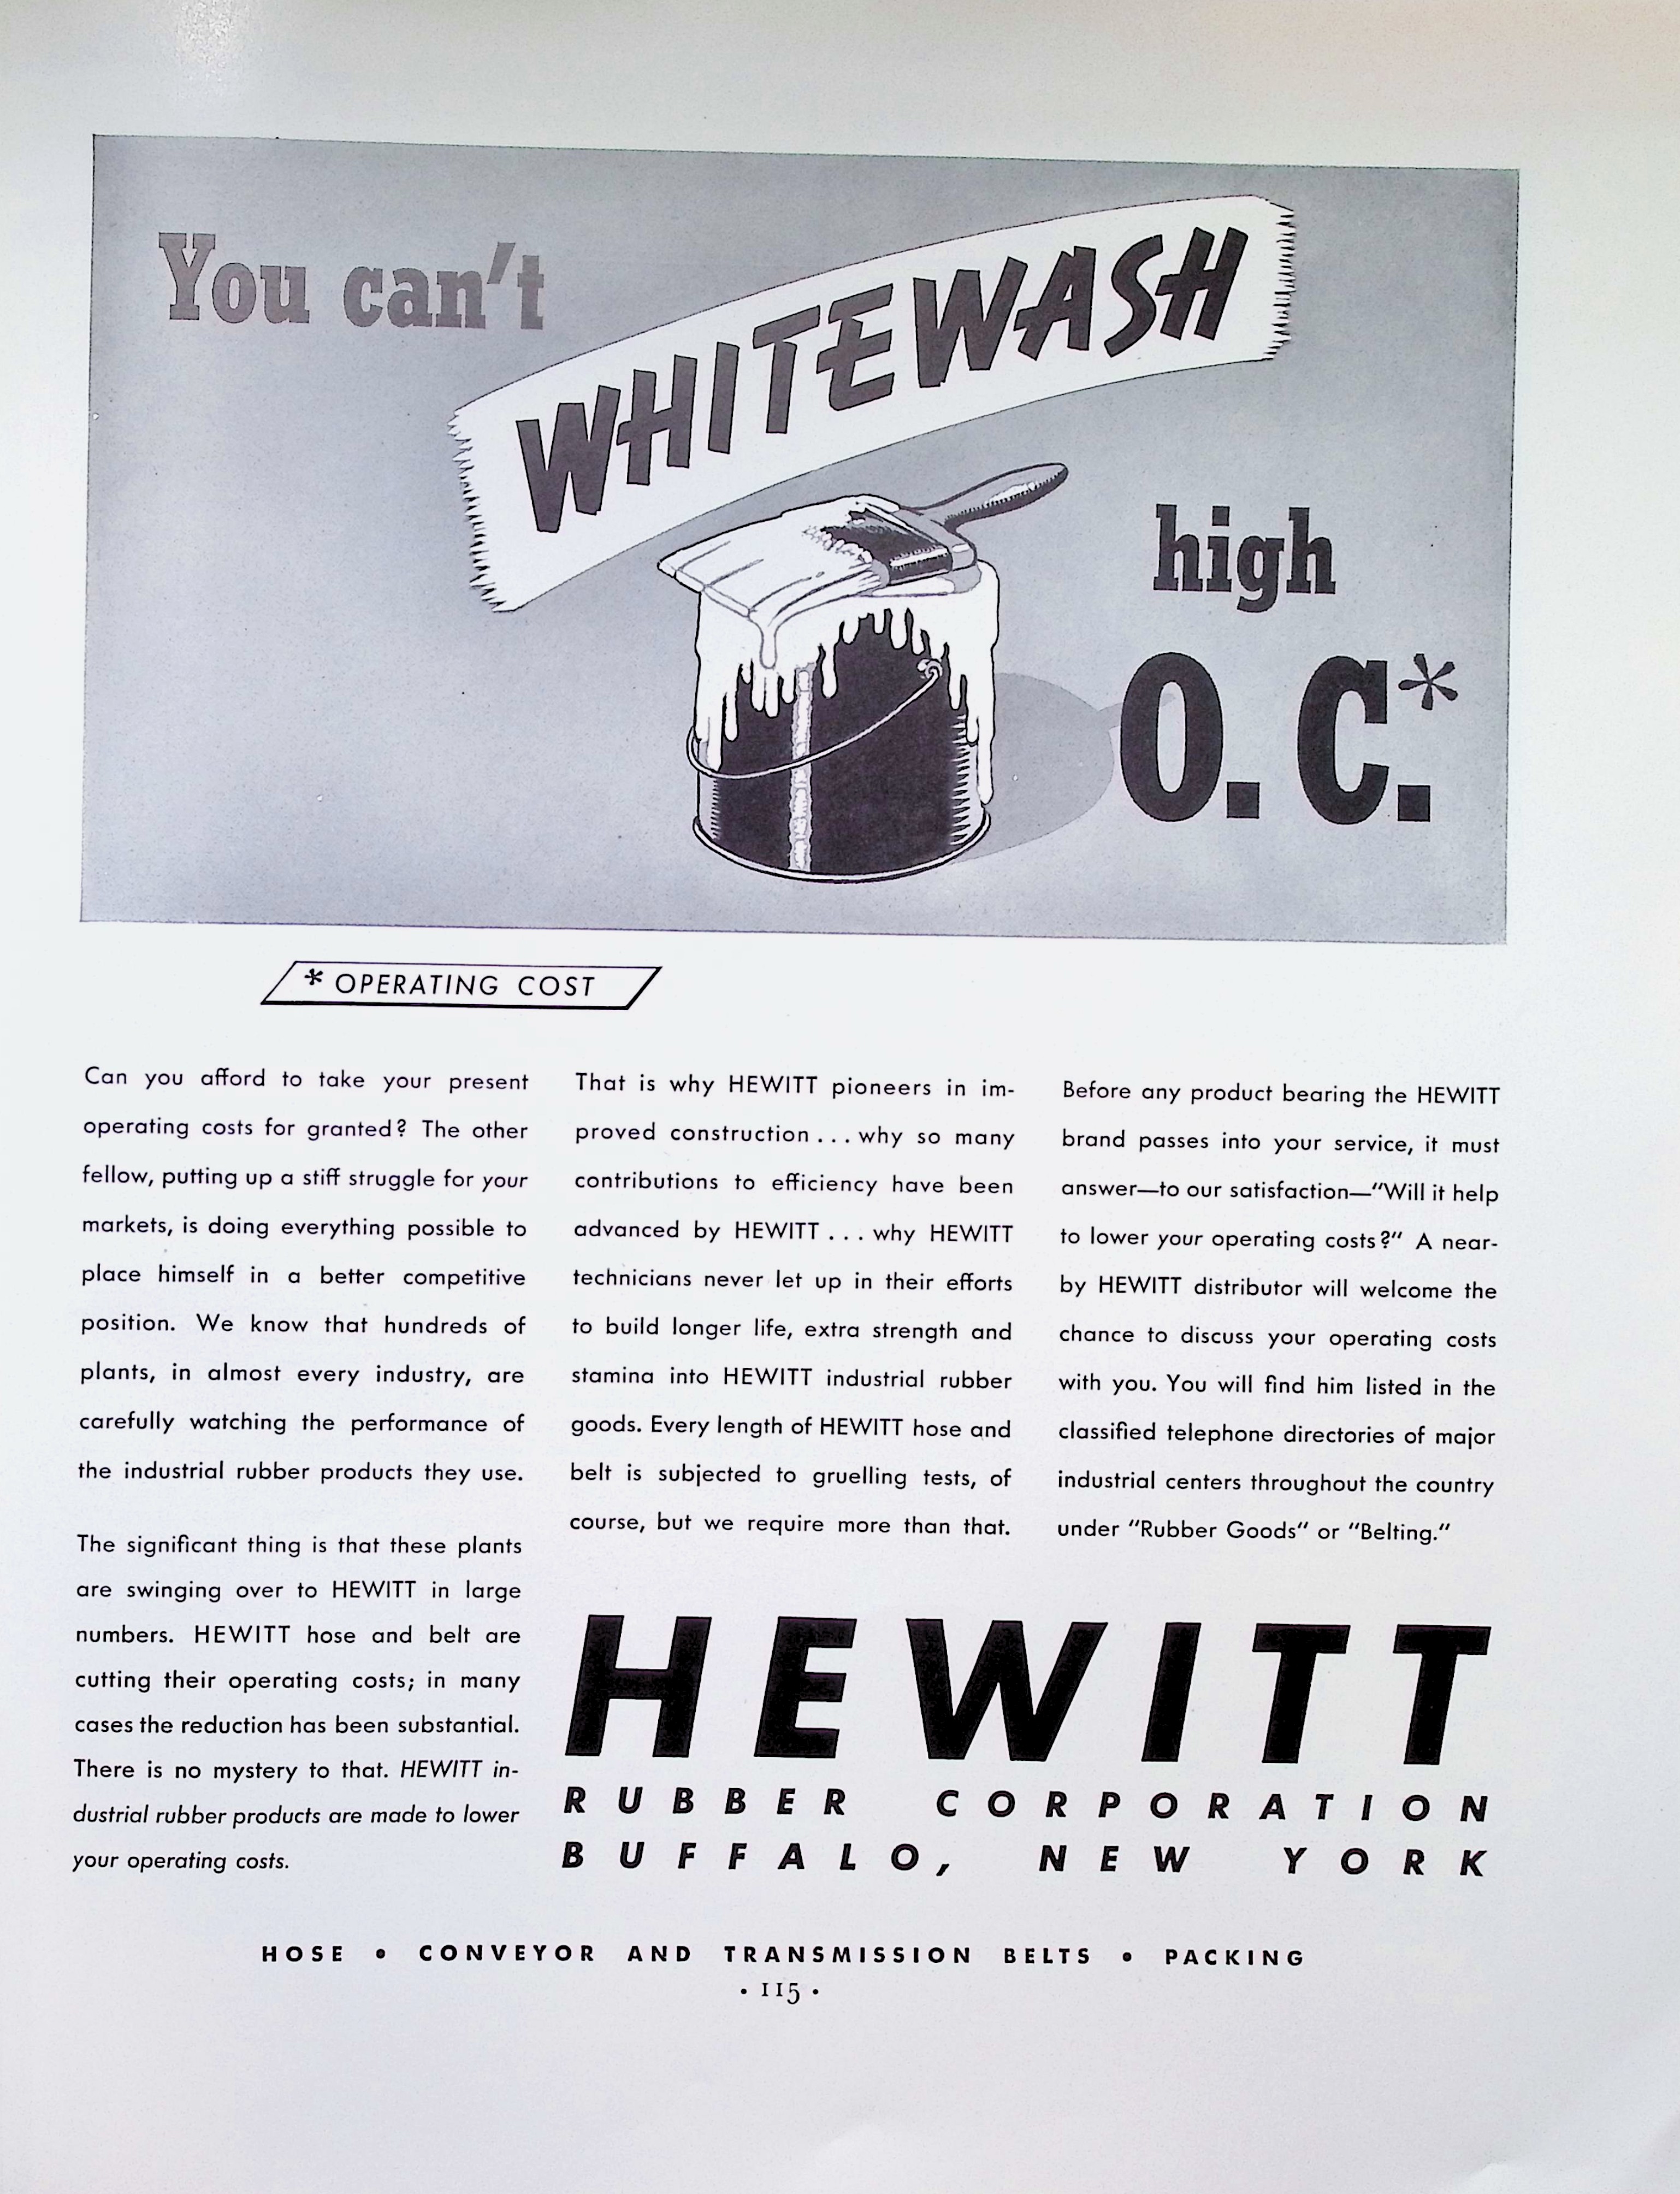 You can't
WHITEWASH
high
O. C.*
* OPERATING COST
Can you afford to take your present
operating costs for granted? The other
fellow, putting up a stiff struggle for your
markets, is doing everything possible to
place himself in a better competitive
position. We know that hundreds of
plants, in almost every industry, are
carefully watching the performance of
the industrial rubber products they use.
The significant thing is that these plants
are swinging over to HEWITT in large
numbers. HEWITT hose and belt are
cutting their operating costs; in many
cases the reduction has been substantial.
There is no mystery to that. HEWITT in-
dustrial rubber products are made to lower
your operating costs.
That is why HEWITT pioneers in im-
proved construction . . . why so many
contributions to efficiency have been
advanced by HEWITT . . . why HEWITT
technicians never let up in their efforts
to build longer life, extra strength and
stamina into HEWITT industrial rubber
goods. Every length of HEWITT hose and
belt is subjected to gruelling tests, of
course, but we require more than that.
Before any product bearing the HEWITT
brand passes into your service, it must
answer—to our satisfaction—"Will it help
to lower your operating costs?" A near-
by HEWITT distributor will welcome the
chance to discuss your operating costs
with you. You will find him listed in the
classified telephone directories of major
industrial centers throughout the country
under "Rubber Goods" or "Belting."
HEWITT
RUBBER CORPORATION
BUFFALO, NEW YORK
HOSE • CONVEYOR AND TRANSMISSION BELTS • PACKING
• 115 •